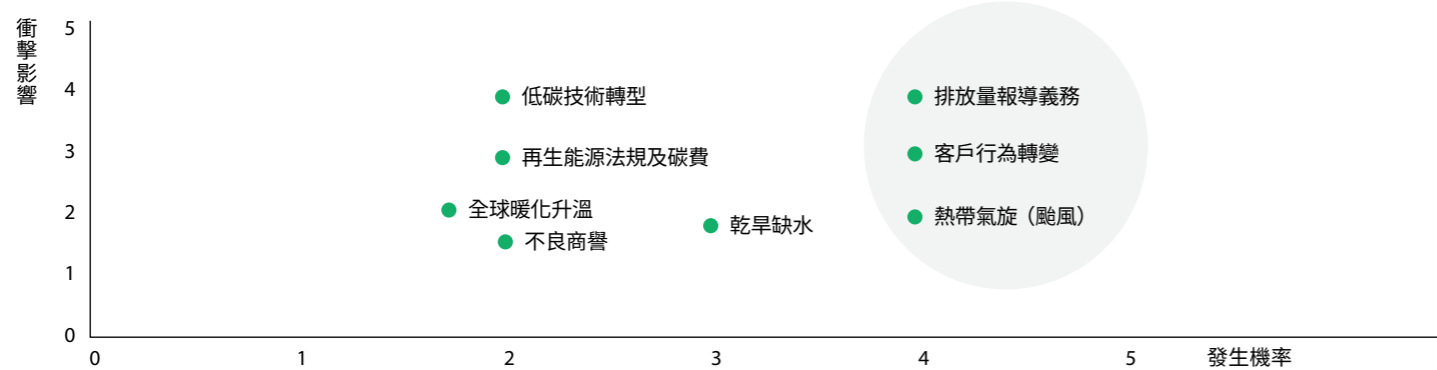 衝擊影響
5
4
3
2
1
0
低碳技術轉型
排放量報導義務
再生能源法規及碳費
客戶行為轉變
全球暖化升溫
熱帶氣旋（颱風）
乾旱缺水
不良商譽
0 1 2 3 4 5 發生機率